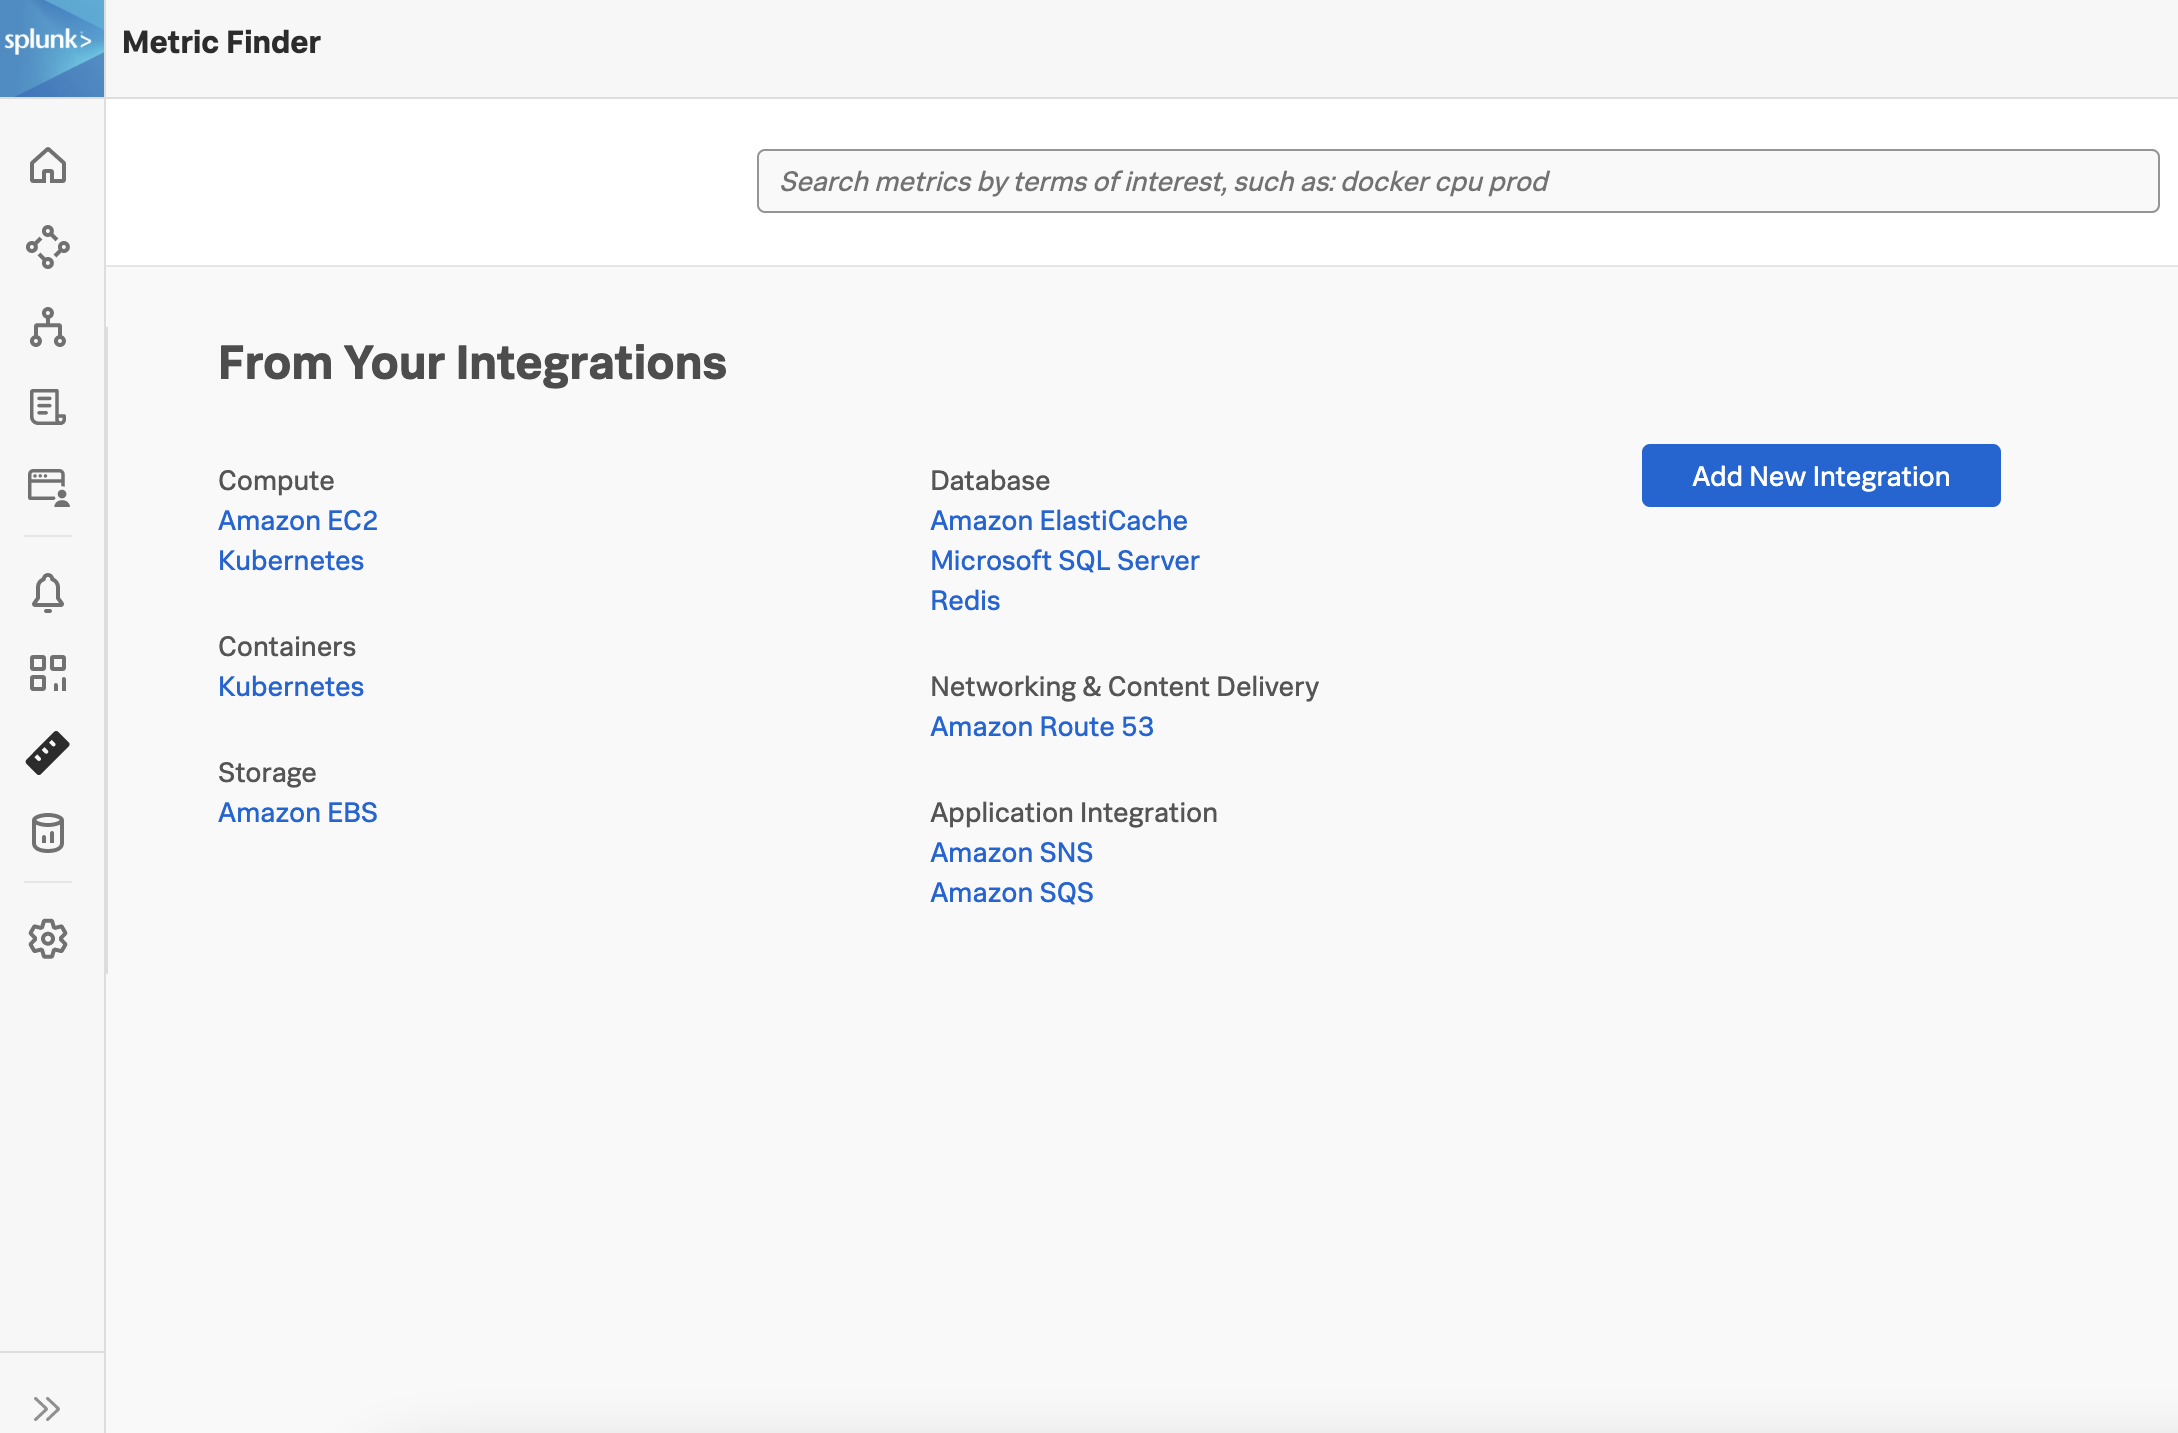 splunk>
Metric Finder
Search metrics by terms of interest, such as: docker cpu prod
From Your Integrations
Compute
Amazon EC2
Kubernetes
Containers
Kubernetes
Storage
Amazon EBS
Database
Amazon ElastiCache
Microsoft SQL Server
Redis
Networking & Content Delivery
Amazon Route 53
Application Integration
Amazon SNS
Amazon SQS
Add New Integration